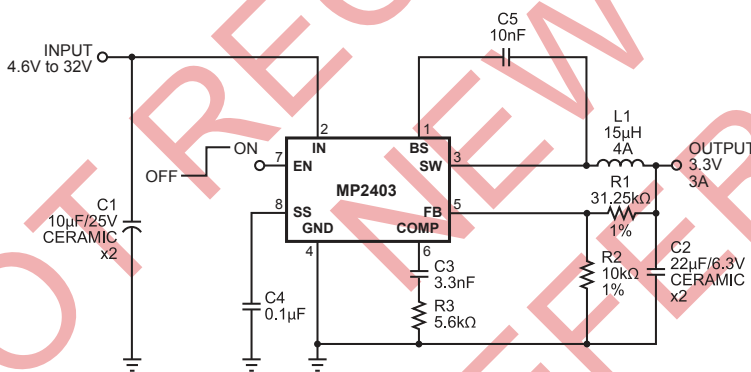 C5
10nF
INPUT
4.6V to 32V
2
1
IN
BS
L1
15µH
4A
ON
OFF
7
EN
SW
3
OUTPUT
3.3V
3A
MP2403
R1
31.25kΩ
1%
C1
10µF/25V
CERAMIC
x2
8
SS
FB
5
GND
COMP
4
6
C3
3.3nF
R2
10kΩ
1%
C2
22µF/6.3V
CERAMIC
x2
C4
0.1µF
R3
5.6kΩ
NEW